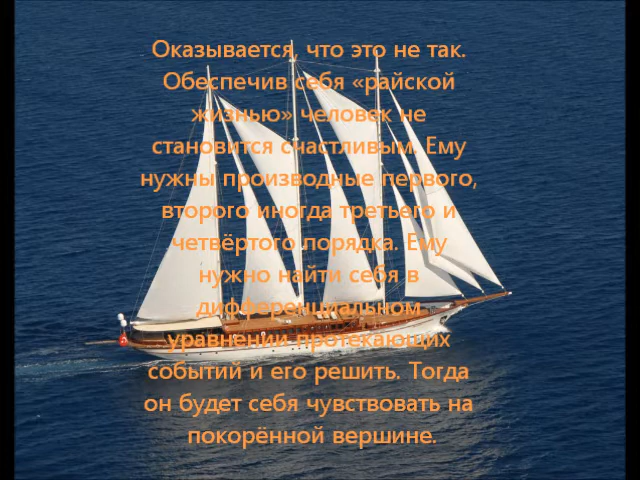 Оказывается, что это не так.
Обеспечив себя «райской
жизнью» человек не
становится счастливым. Ему
нужны производные первого,
второго иногда третьего и
четвёртого порядка. Ему
нужно найти себя в
дифференциальном
уравнении протекающих
событий и его решить. Тогда
он будет себя чувствовать на
покорённой вершине.